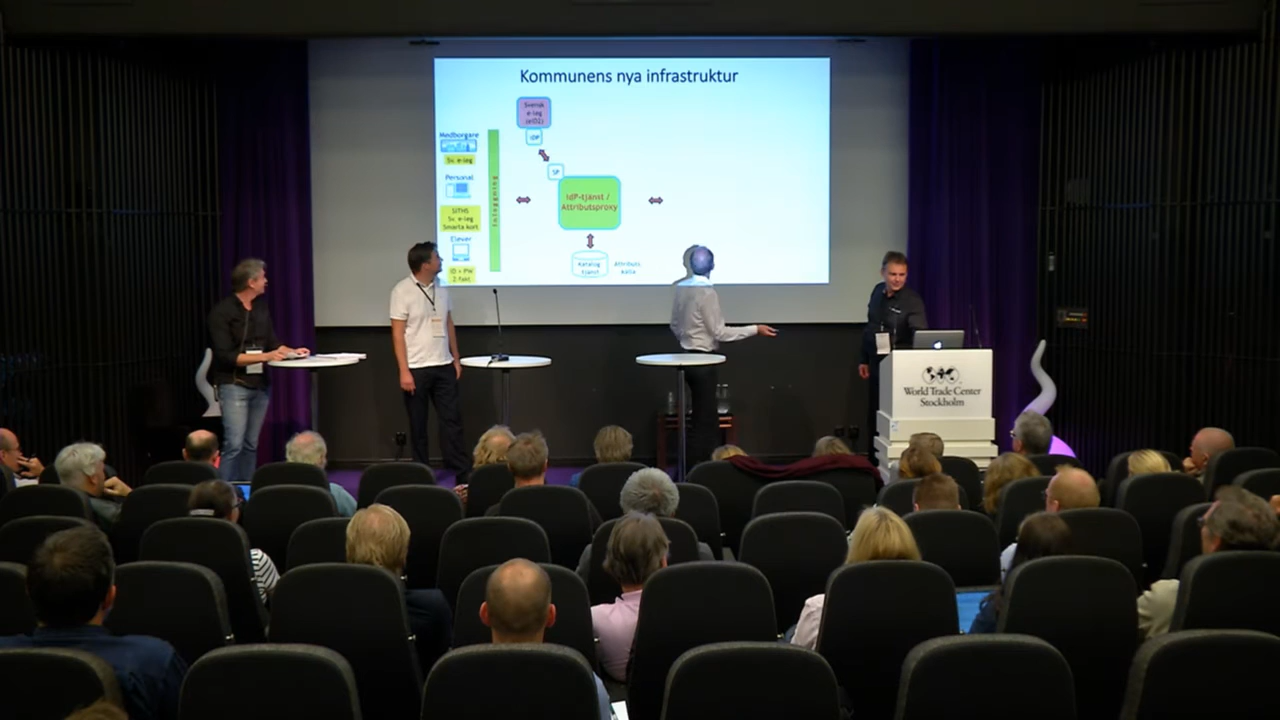 Kommunens nya infrastruktur
Svensk
e-leg
(eID2)
IDP
SP
Medborgare
Sv. e-leg
Personal
SITHS
Sv. e-leg
Smarta kort
Elever
ID + PW
2-fakt.
Inloggning
IdP-tjänst /
Attributsproxy
Katalog
tjänst
Attributs
källa
World Trade Center
Stockholm